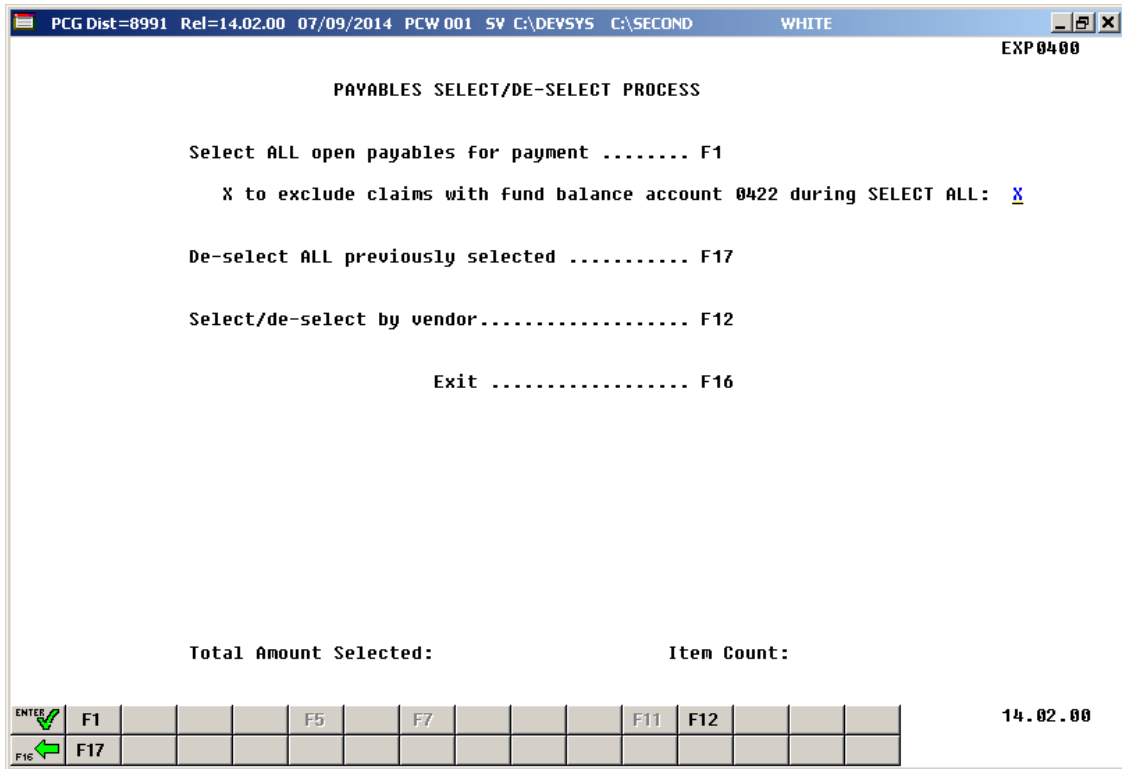 PCG Dist=8991 Rel=14.02.00 07/09/2014 PCW 001 SV C:\DEVSYS C:\SECOND WHITE
EXP0400
PAYABLES SELECT/DE-SELECT PROCESS
Select ALL open payables for payment ........ F1
X to exclude claims with fund balance account 0422 during SELECT ALL: X
De-select ALL previously selected ........... F17
Select/de-select by vendor................... F12
Exit .................. F16
Total Amount Selected: Item Count:
ENTER F1 F5 F7 F11 F12 14.02.00
F16 F17